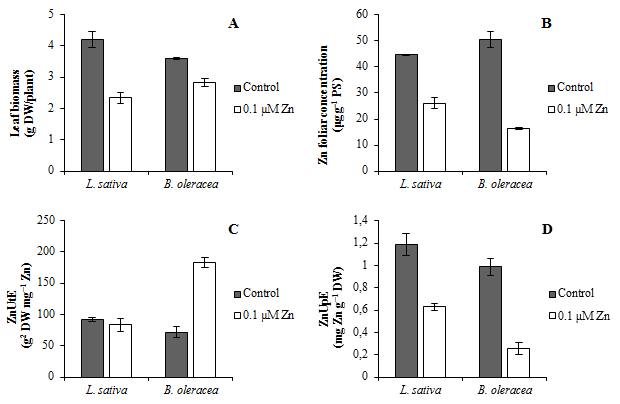 A
Leaf biomass
(g DW/plant)
5
4
3
2
1
0
L. sativa
B. oleracea
Control
0.1 µM Zn
B
Zn foliar concentration
(µg g-1 PS)
60
50
40
30
20
10
0
L. sativa
B. oleracea
Control
0.1 µM Zn
C
ZnUtE
(g² DW mg⁻¹ Zn)
250
200
150
100
50
0
L. sativa
B. oleracea
Control
0.1 µM Zn
D
ZnUpE
(mg Zn g⁻¹ DW)
1,4
1,2
1
0,8
0,6
0,4
0,2
0
L. sativa
B. oleracea
Control
0.1 µM Zn